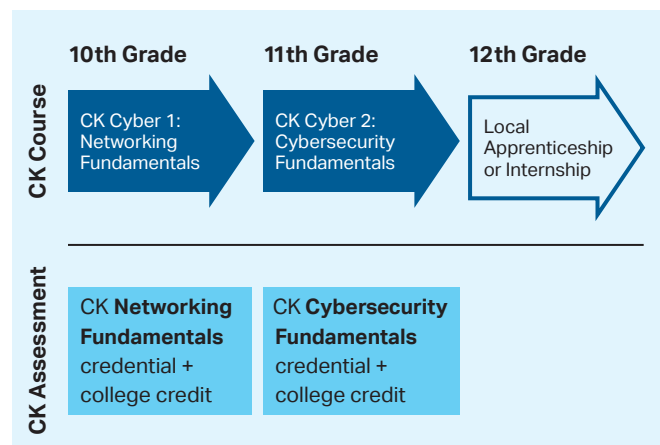 10th Grade
11th Grade
12th Grade
CK Course
CK Cyber 1:
Networking
Fundamentals
CK Cyber 2:
Cybersecurity
Fundamentals
Local
Apprenticeship
or Internship
CK Assessment
CK Networking
Fundamentals
credential +
college credit
CK Cybersecurity
Fundamentals
credential +
college credit